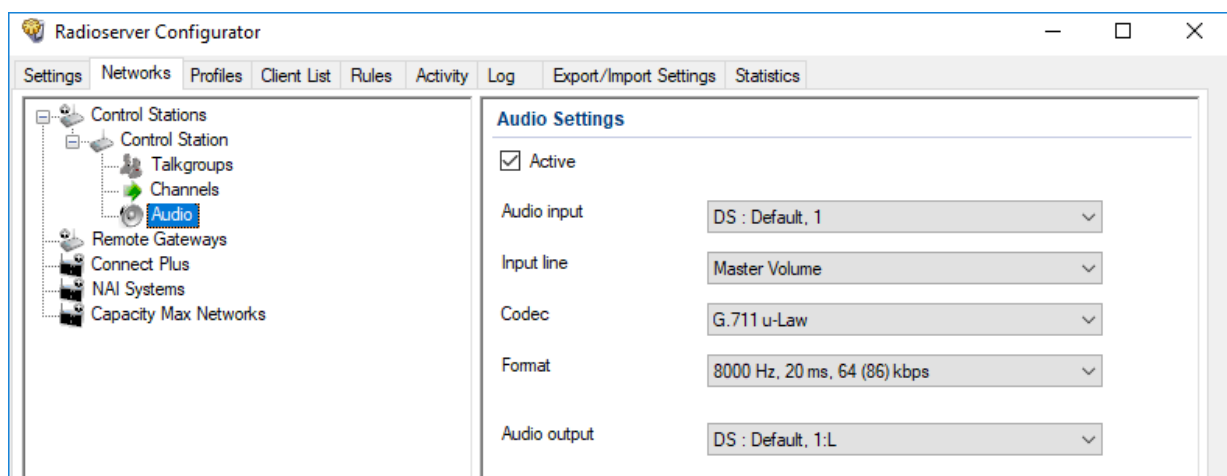 Radioserver Configurator
Settings Networks Profiles Client List Rules Activity Log Export/Import Settings Statistics
Control Stations
Control Station
Talkgroups
Channels
Audio
Remote Gateways
Connect Plus
NAI Systems
Capacity Max Networks
Audio Settings
Active
Audio input DS : Default, 1
Input line Master Volume
Codec G.711 u-Law
Format 8000 Hz, 20 ms, 64 (86) kbps
Audio output DS : Default, 1:L